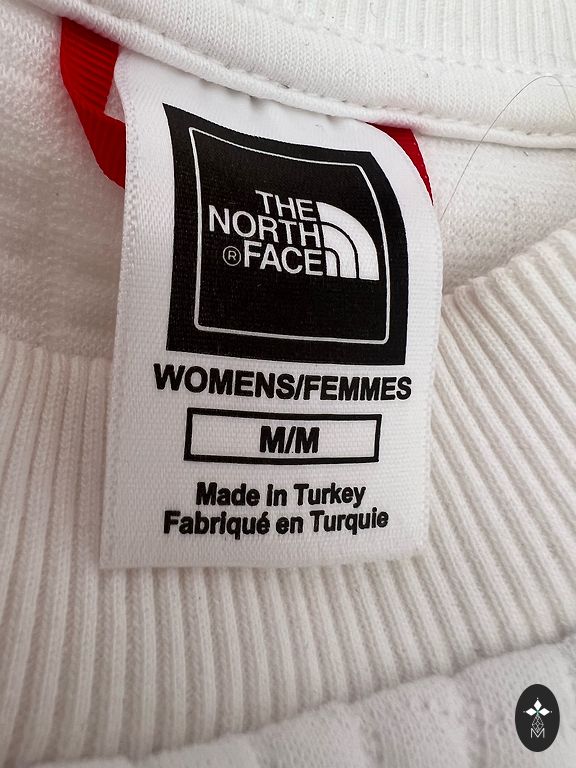 THE
NORTH
®FACE
WOMENS/FEMMES
M/M
Made in Turkey
Fabriqué en Turquie
M